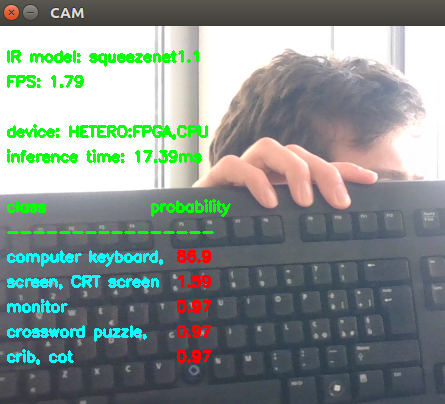 CAM
IR model: squeezenet1.1
FPS: 1.79
device: HETERO:FPGA,CPU
inference time: 17.39ms
class probability
------------------
computer keyboard, 86.9
screen, CRT screen 1.59
monitor 0.97
crossword puzzle, 0.97
crib, cot 0.97